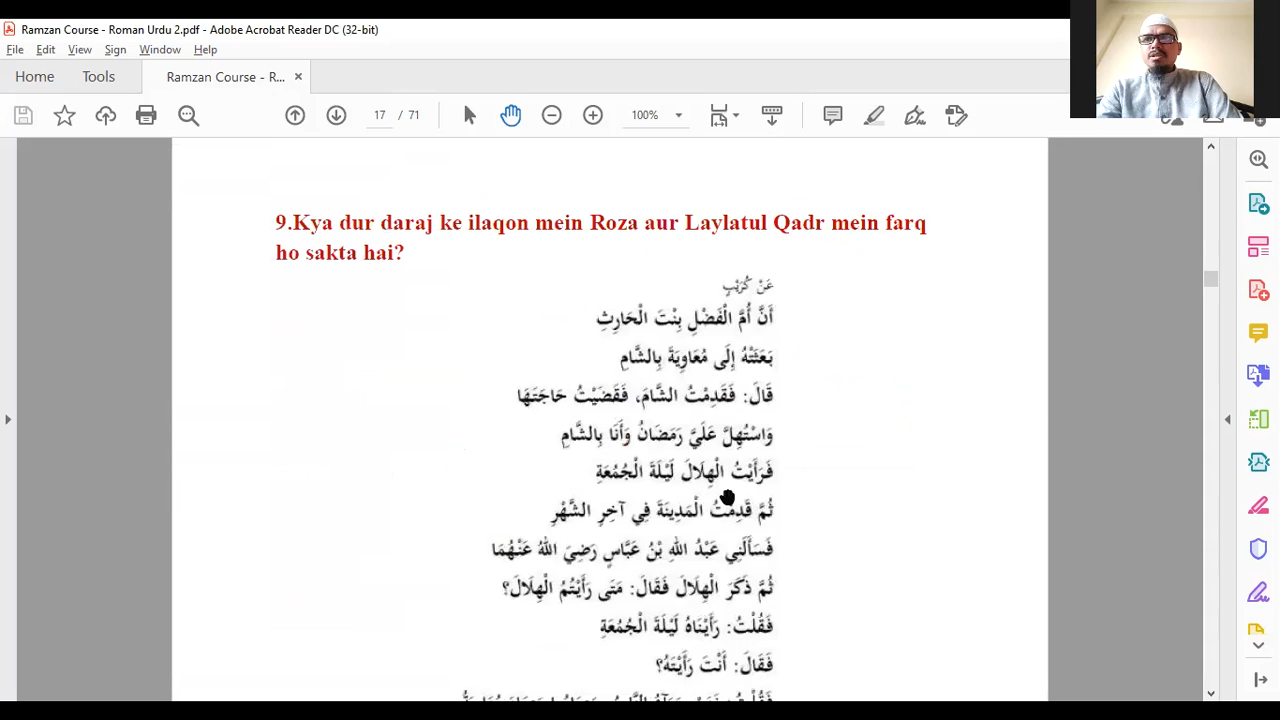 Ramzan Course - Roman Urdu 2.pdf - Adobe Acrobat Reader DC (32-bit)
File Edit View Sign Window Help
Home Tools Ramzan Course - R... ×
17 / 71 100%
9.Kya dur daraj ke ilaqon mein Roza aur Laylatul Qadr mein farq
ho sakta hai?
عَنْ كُرَيْبٍ
أَنَّ أُمَّ الْفَضْلِ بِنْتَ الْحَارِثِ
بَعَثَتْهُ إِلَى مُعَاوِيَةَ بِالشَّامِ
قَالَ: فَقَدِمْتُ الشَّامَ، فَقَضَيْتُ حَاجَتَهَا
وَاسْتُهِلَّ عَلَيَّ رَمَضَانُ وَأَنَا بِالشَّامِ
فَرَأَيْتُ الْهِلَالَ لَيْلَةَ الْجُمُعَةِ
ثُمَّ قَدِمْتُ الْمَدِينَةَ فِي آخِرِ الشَّهْرِ
فَسَأَلَنِي عَبْدُ اللهِ بْنُ عَبَّاسٍ رَضِيَ اللهُ عَنْهُمَا
ثُمَّ ذَكَرَ الْهِلَالَ فَقَالَ: مَتَى رَأَيْتُمُ الْهِلَالَ؟
فَقُلْتُ: رَأَيْنَاهُ لَيْلَةَ الْجُمُعَةِ
فَقَالَ: أَنْتَ رَأَيْتَهُ؟